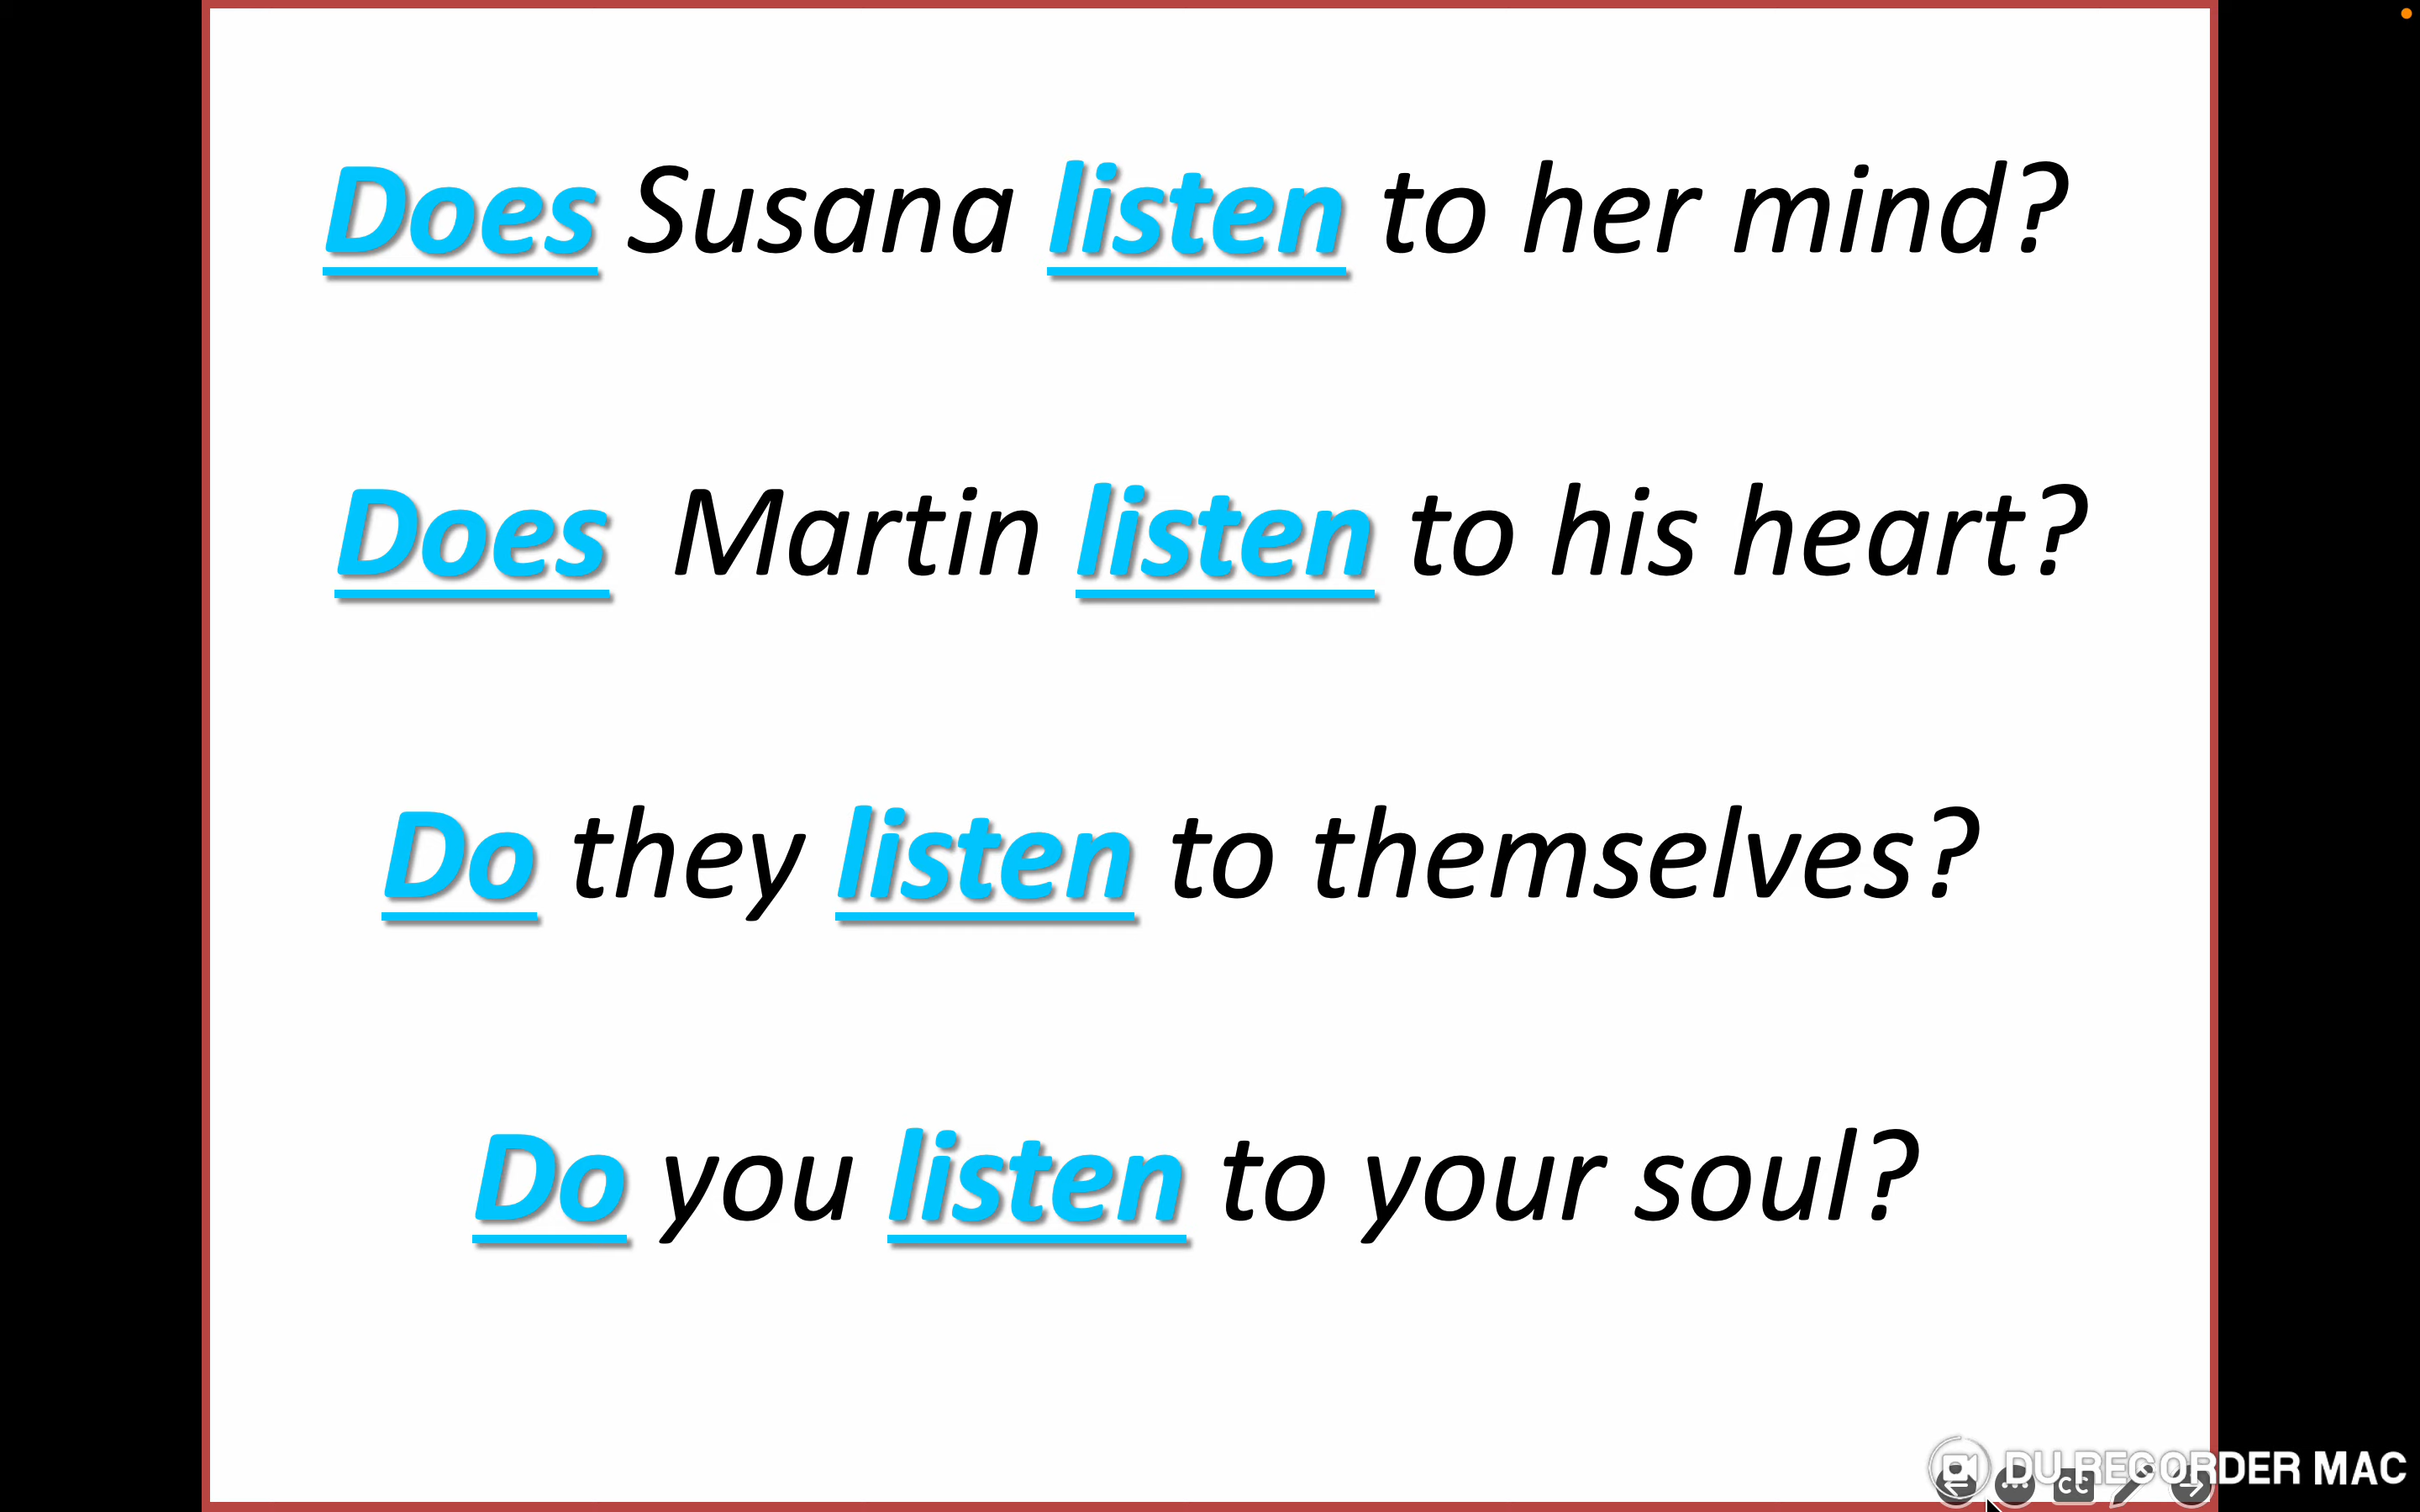 Does Susana listen to her mind?
Does Martin listen to his heart?
Do they listen to themselves?
Do you listen to your soul?
DU RECORDER MAC
CC